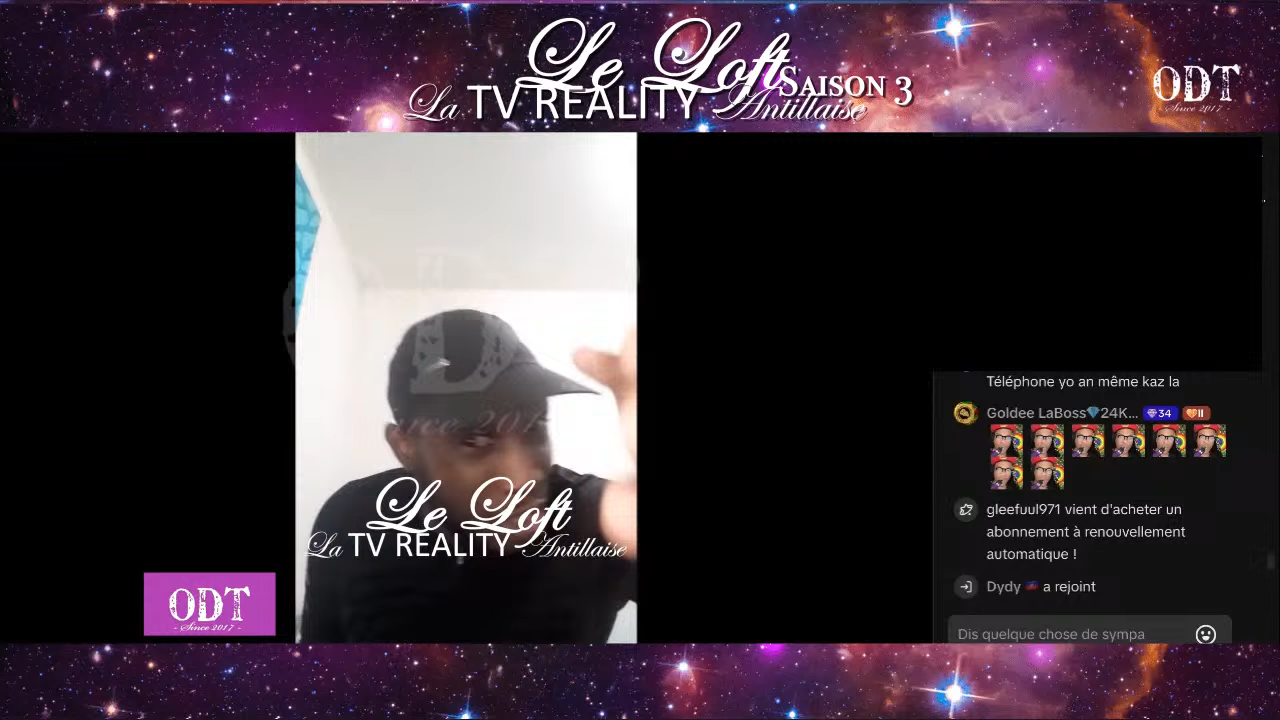 Le Loft Saison 3
La TV REALITY Antillaise
ODT
Since 2017
Le Loft
La TV REALITY Antillaise
ODT
- Since 2017 -
Téléphone yo an même kaz la
Goldee LaBoss💎24K... 34 II
gleefuul971 vient d'acheter un
abonnement à renouvellement
automatique !
Dydy 🇭🇹 a rejoint
Dis quelque chose de sympa